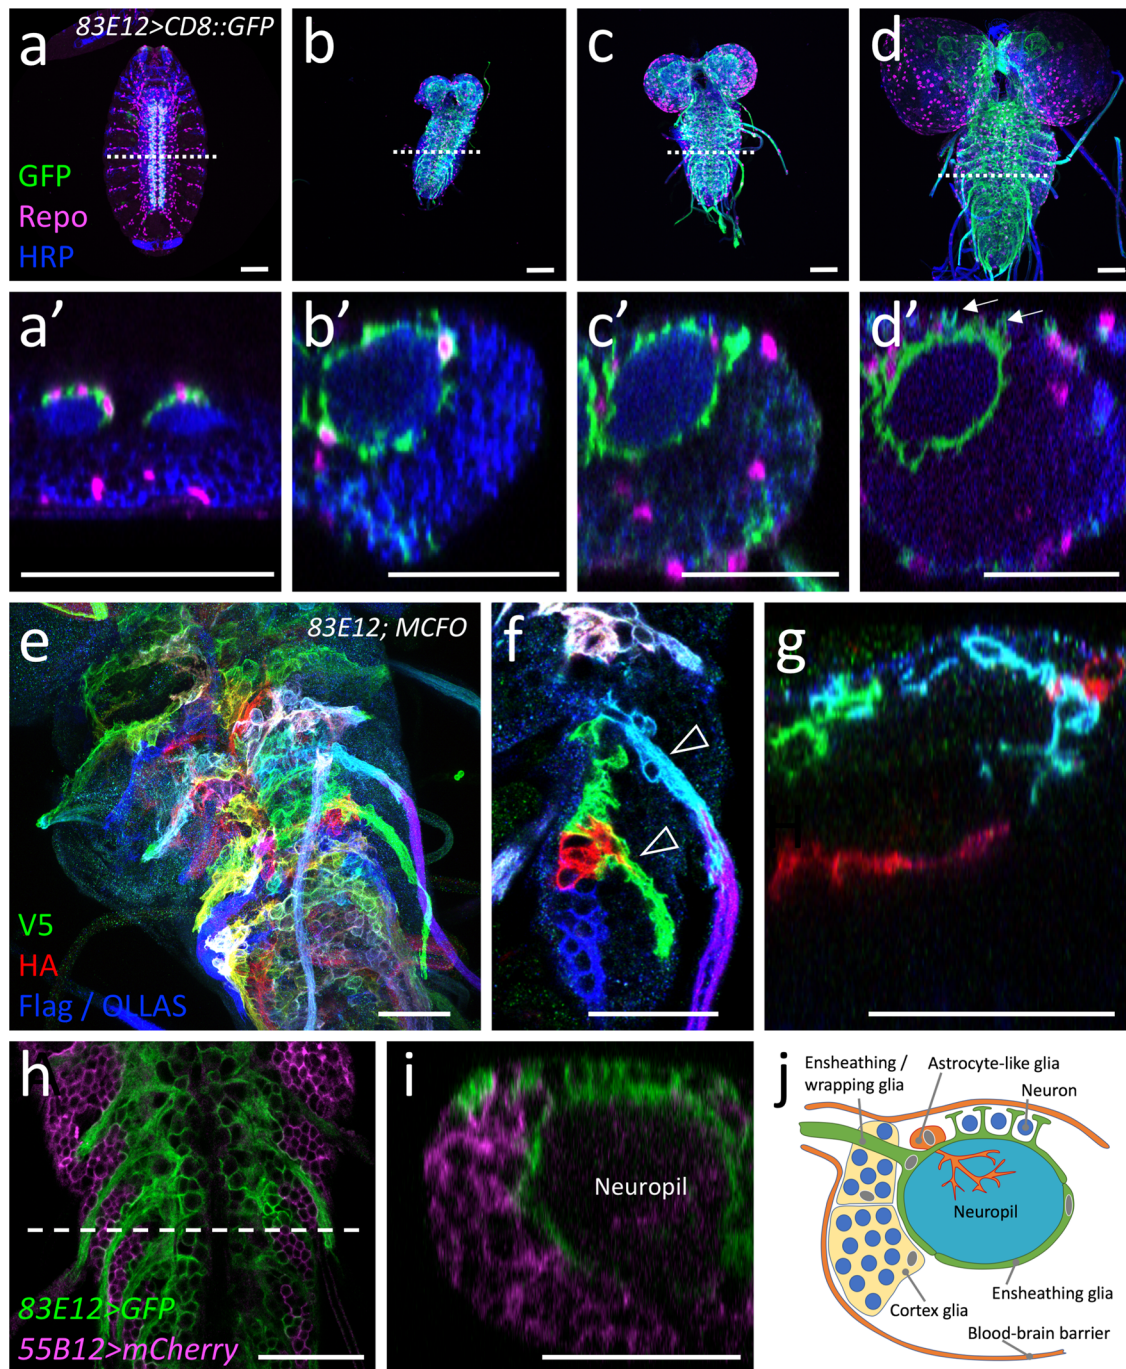 83E12>CD8::GFP
a
b
c
d
GFP
Repo
HRP
a'
b'
c'
d'
e
83E12; MCFO
f
g
V5
HA
Flag / OLLAS
h
i
Neuropil
j
Ensheathing /
wrapping glia
Astrocyte-like glia
Neuron
Neuropil
Ensheathing glia
Cortex glia
Blood-brain barrier
83E12>GFP
55B12>mCherry